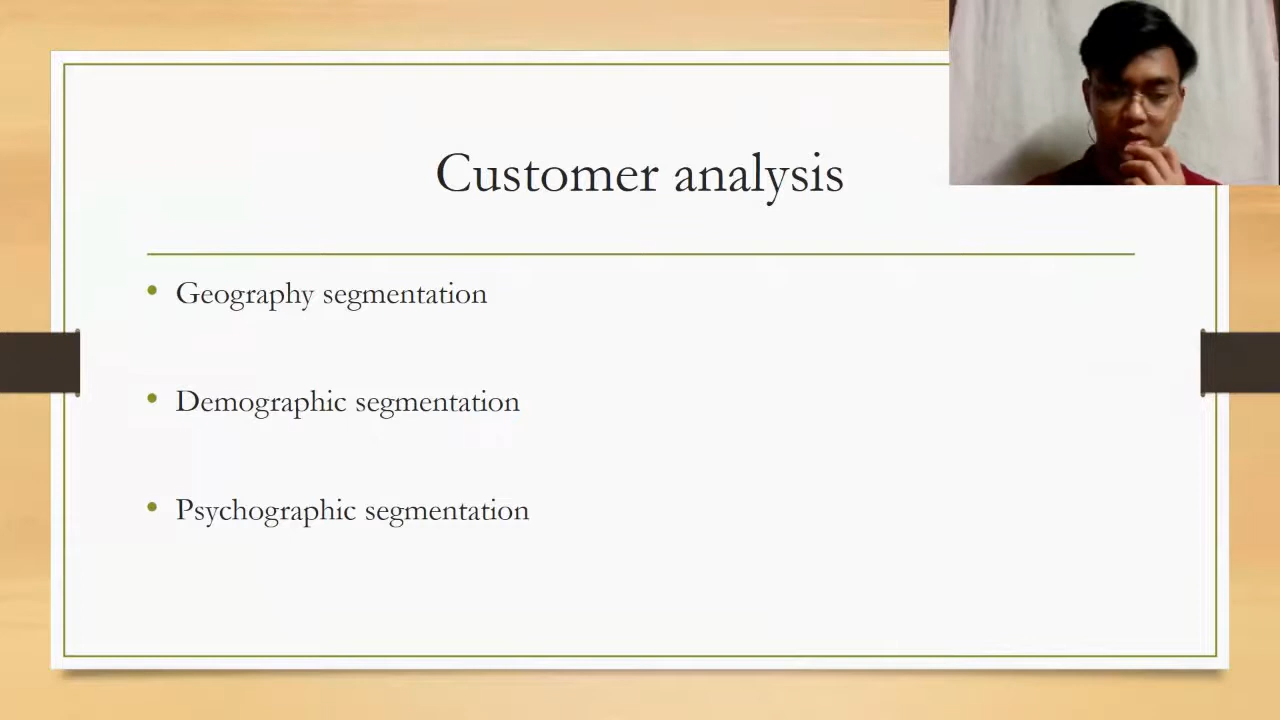 Customer analysis
Geography segmentation
Demographic segmentation
Psychographic segmentation